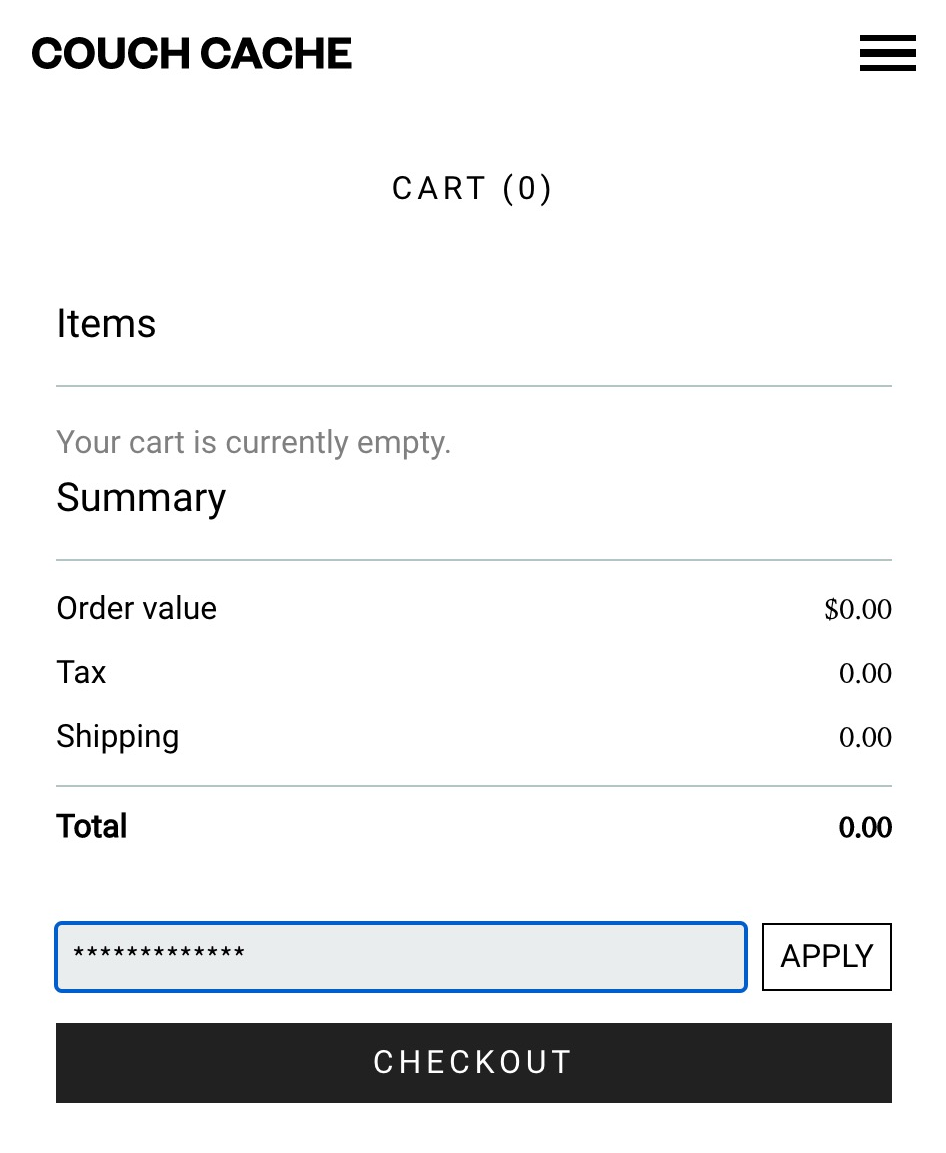 COUCH CACHE
CART (0)
Items
Your cart is currently empty.
Summary
Order value $0.00
Tax 0.00
Shipping 0.00
Total 0.00
************* APPLY
CHECKOUT